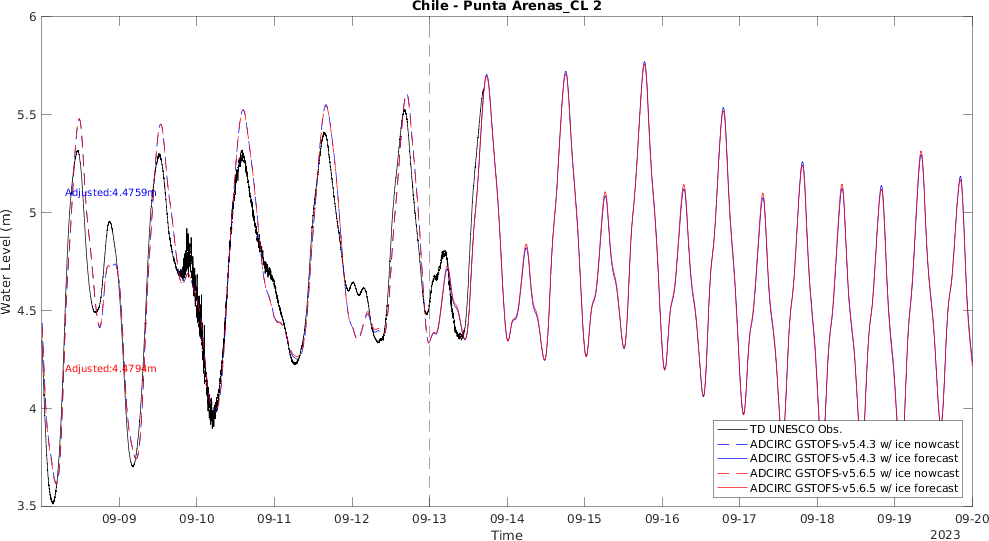 Chile - Punta Arenas_CL 2
6
5.5
5
4.5
4
3.5
Water Level (m)
Adjusted:4.4759m
Adjusted:4.4794m
TD UNESCO Obs.
ADCIRC GSTOFS-v5.4.3 w/ ice nowcast
ADCIRC GSTOFS-v5.4.3 w/ ice forecast
ADCIRC GSTOFS-v5.6.5 w/ ice nowcast
ADCIRC GSTOFS-v5.6.5 w/ ice forecast
09-09 09-10 09-11 09-12 09-13 09-14 09-15 09-16 09-17 09-18 09-19 09-20
Time
2023